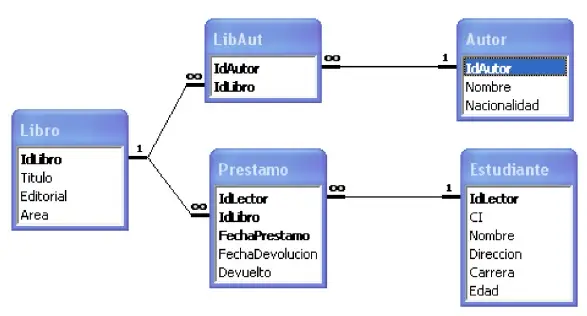 LibAut
IdAutor
IdLibro
Autor
IdAutor
Nombre
Nacionalidad
Libro
IdLibro
Titulo
Editorial
Area
Prestamo
IdLector
IdLibro
FechaPrestamo
FechaDevolucion
Devuelto
Estudiante
IdLector
CI
Nombre
Direccion
Carrera
Edad
∞
1
∞
1
∞
∞
1